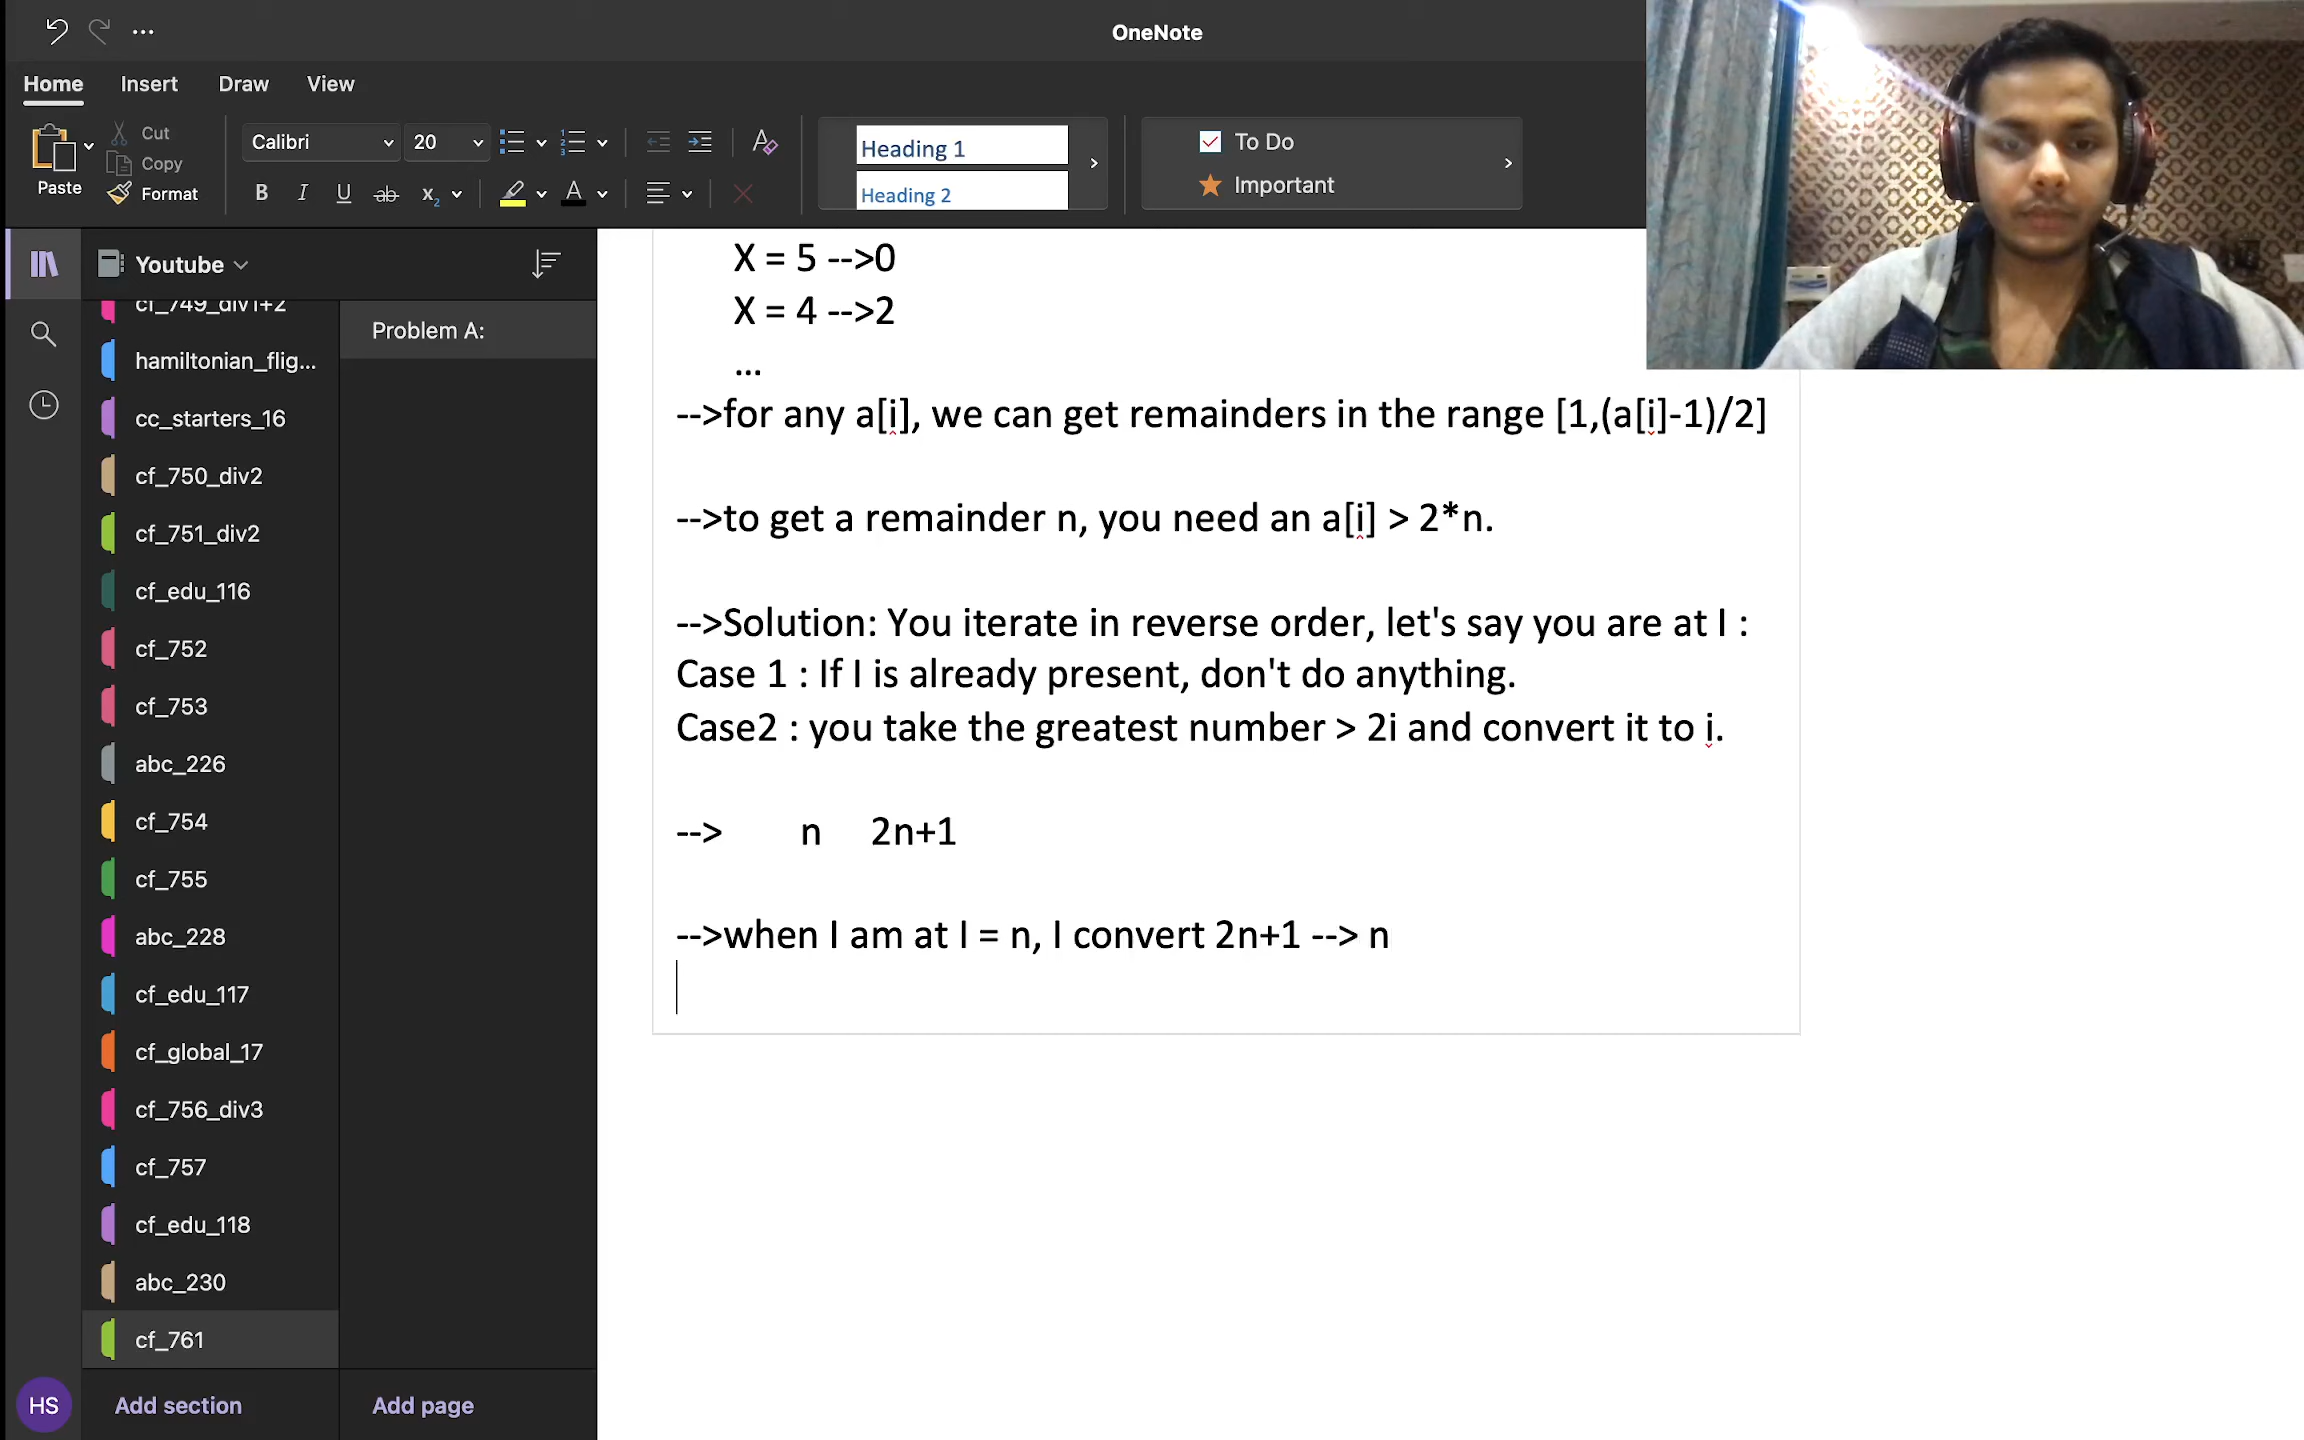 OneNote
Home Insert Draw View
Paste
Cut
Copy
Format
Calibri 20
B I U ab x2 A
Heading 1
Heading 2
To Do
Important
Youtube
cf_749_div1+2
hamiltonian_flig...
cc_starters_16
cf_750_div2
cf_751_div2
cf_edu_116
cf_752
cf_753
abc_226
cf_754
cf_755
abc_228
cf_edu_117
cf_global_17
cf_756_div3
cf_757
cf_edu_118
abc_230
cf_761
HS
Add section
Problem A:
Add page
X = 5 -->0
X = 4 -->2
...
-->for any a[i], we can get remainders in the range [1,(a[i]-1)/2]
-->to get a remainder n, you need an a[i] > 2*n.
-->Solution: You iterate in reverse order, let's say you are at I :
Case 1 : If I is already present, don't do anything.
Case2 : you take the greatest number > 2i and convert it to i.
--> n 2n+1
-->when I am at I = n, I convert 2n+1 --> n